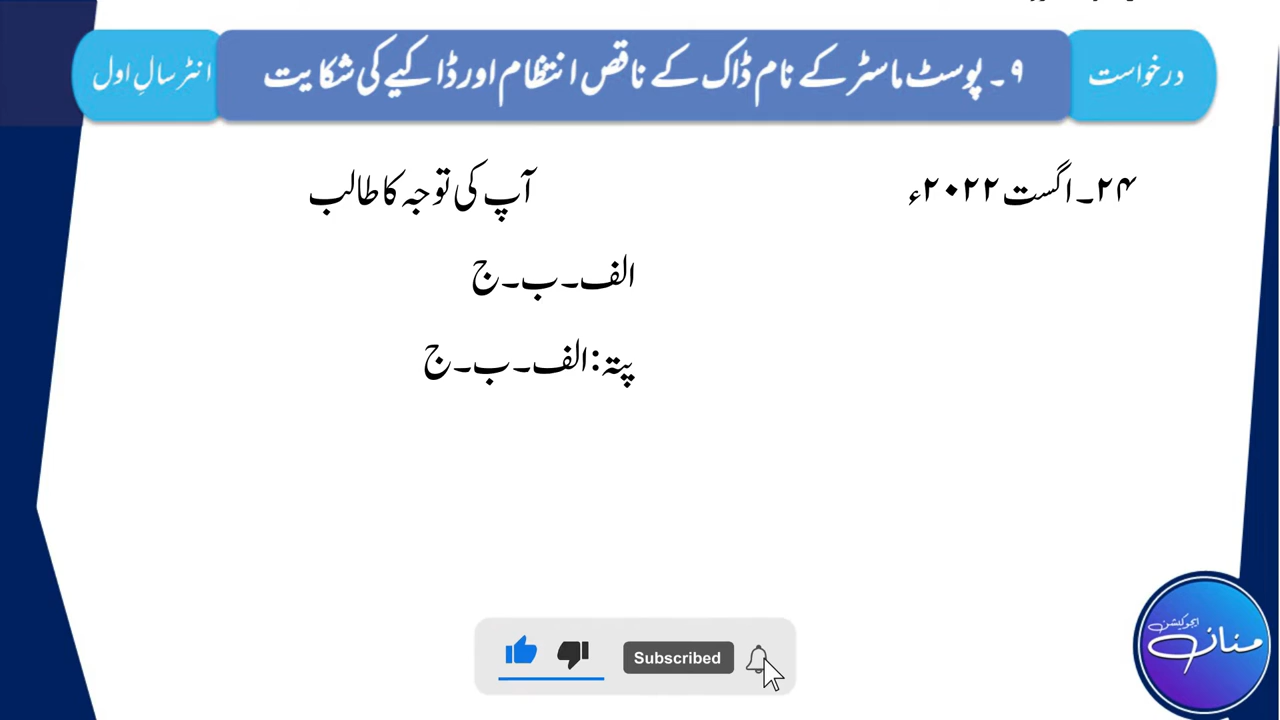 درخواست
۹۔ پوسٹ ماسٹر کے نام ڈاک کے ناقص انتظام اور ڈاکیے کی شکایت
انٹر سالِ اول
۲۴۔اگست ۲۰۲۲ء
آپ کی توجہ کا طالب
الف۔ب۔ج
پتہ: الف۔ب۔ج
Subscribed
ایجوکیشن